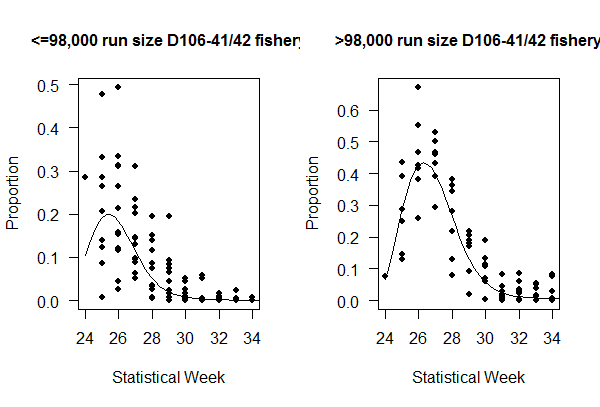 <=98,000 run size D106-41/42 fishery
>98,000 run size D106-41/42 fishery
Proportion
0.5
0.4
0.3
0.2
0.1
0.0
24 26 28 30 32 34
Statistical Week
Proportion
0.6
0.5
0.4
0.3
0.2
0.1
0.0
24 26 28 30 32 34
Statistical Week